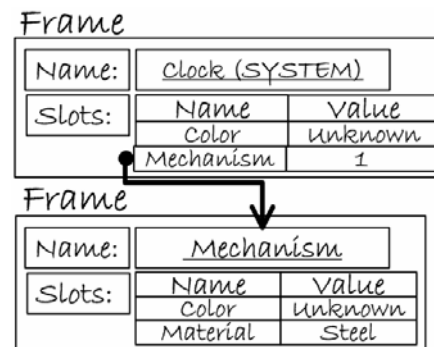 Frame
Name: Clock (SYSTEM)
Slots: Name Value
Color Unknown
Mechanism 1
Frame
Name: Mechanism
Slots: Name Value
Color Unknown
Material Steel